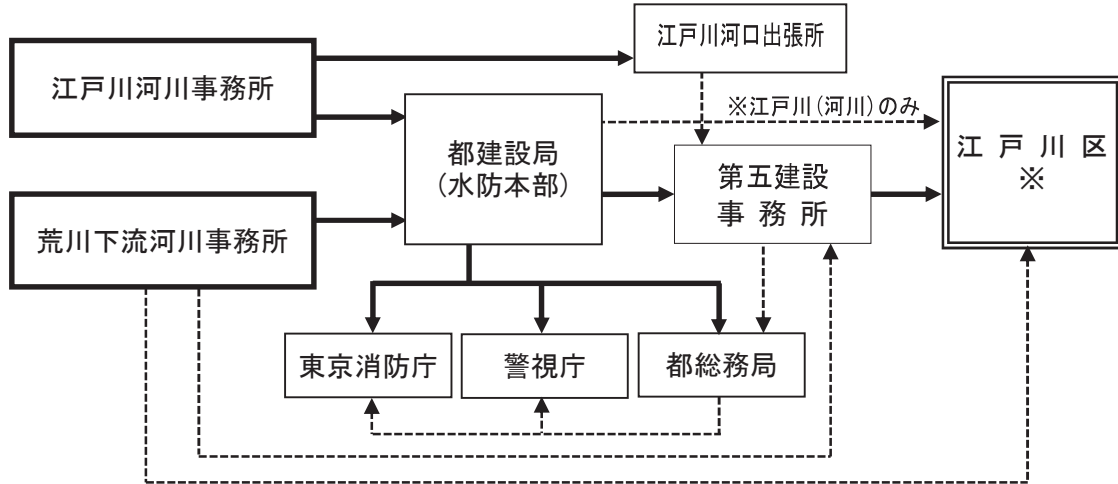 江戸川河口出張所
江戸川河川事務所
※江戸川(河川)のみ
都建設局
(水防本部)
第五建設
事務所
江戸川区
※
荒川下流河川事務所
東京消防庁
警視庁
都総務局